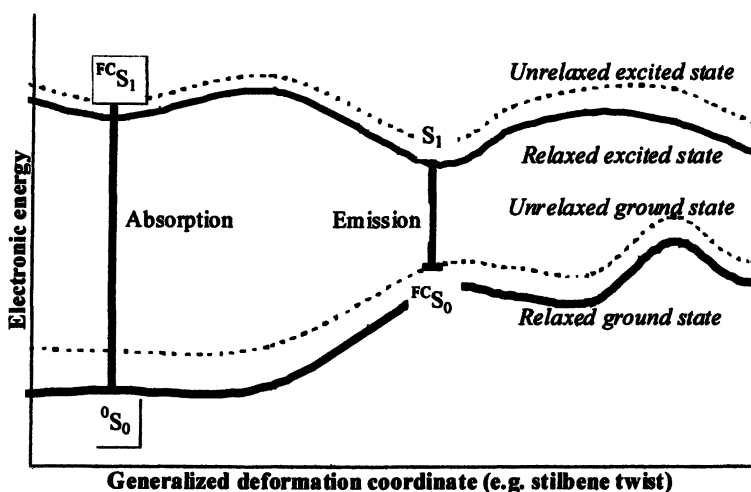 Electronic energy
FCS1
Unrelaxed excited state
S1
Relaxed excited state
Absorption
Emission
Unrelaxed ground state
FCS0
Relaxed ground state
0S0
Generalized deformation coordinate (e.g. stilbene twist)